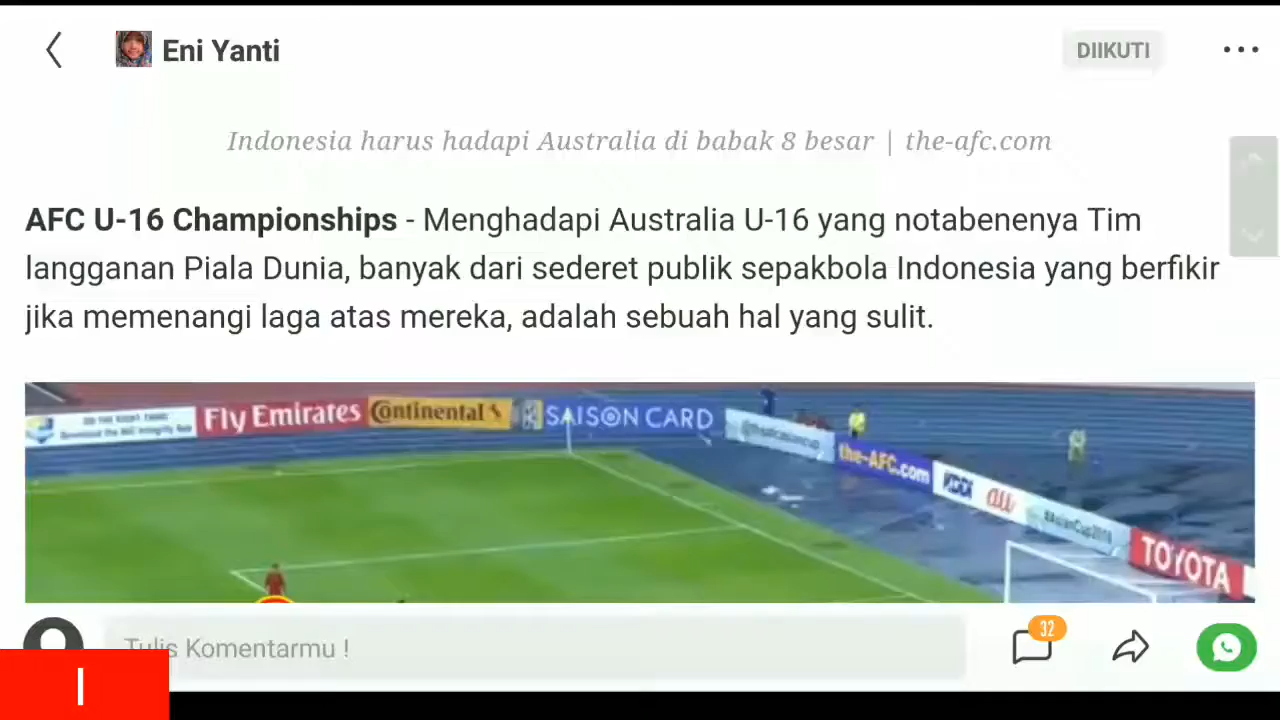 Eni Yanti
DIIKUTI
Indonesia harus hadapi Australia di babak 8 besar | the-afc.com
AFC U-16 Championships - Menghadapi Australia U-16 yang notabenenya Tim
langganan Piala Dunia, banyak dari sederet publik sepakbola Indonesia yang berfikir
jika memenangi laga atas mereka, adalah sebuah hal yang sulit.
Fly Emirates
Continental
SAISON CARD
the-AFC.com
KDDI
au
#AsianCup2019
TOYOTA
Tulis Komentarmu !
32